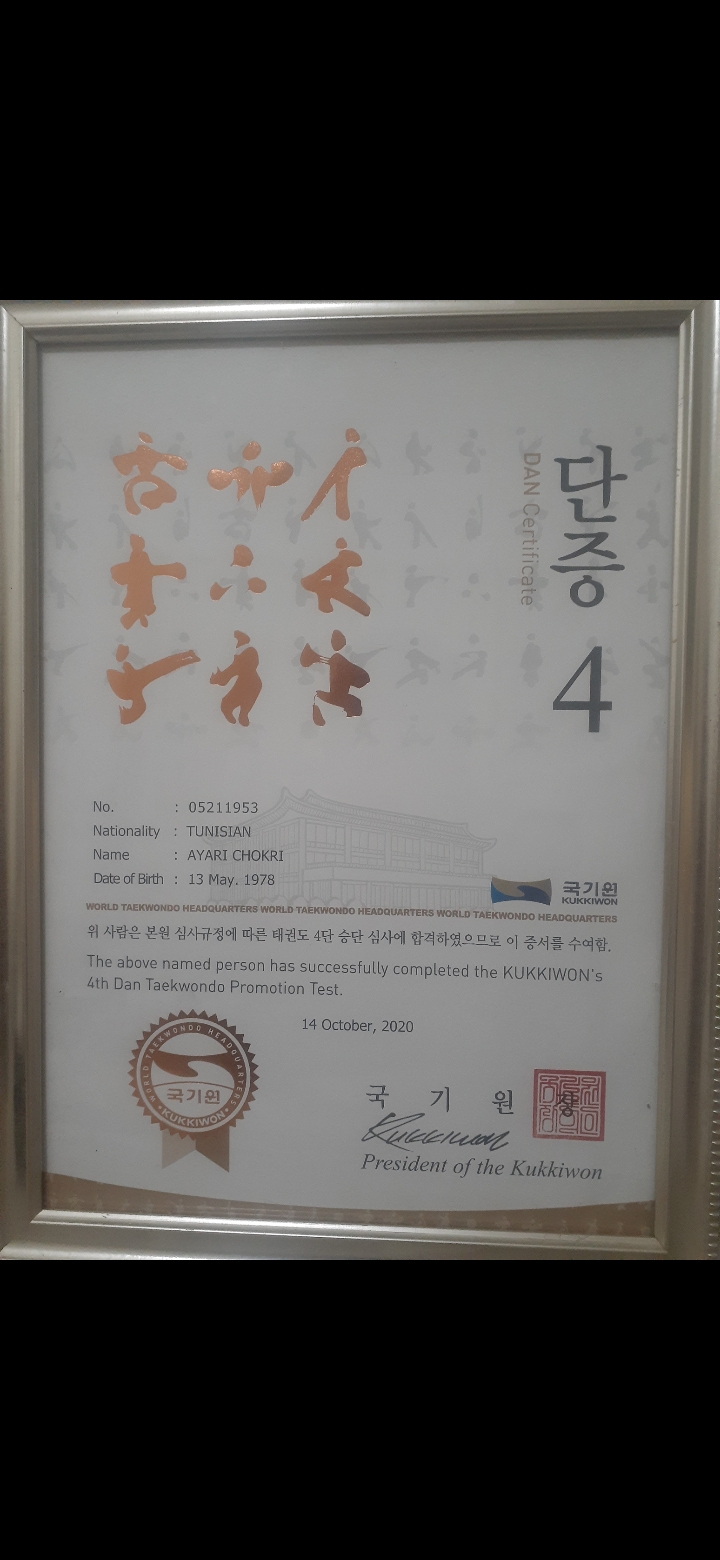 단증 4
DAN Certificate
No. : 05211953
Nationality : TUNISIAN
Name : AYARI CHOKRI
Date of Birth : 13 May. 1978
국기원
KUKKIWON
WORLD TAEKWONDO HEADQUARTERS WORLD TAEKWONDO HEADQUARTERS WORLD TAEKWONDO HEADQUARTERS
위 사람은 본원 심사규정에 따른 태권도 4단 승단 심사에 합격하였으므로 이 증서를 수여함.
The above named person has successfully completed the KUKKIWON's
4th Dan Taekwondo Promotion Test.
14 October, 2020
WORLD TAEKWONDO HEADQUARTERS
국기원
•KUKKIWON•
국 기 원 장
Kukkiwon
President of the Kukkiwon